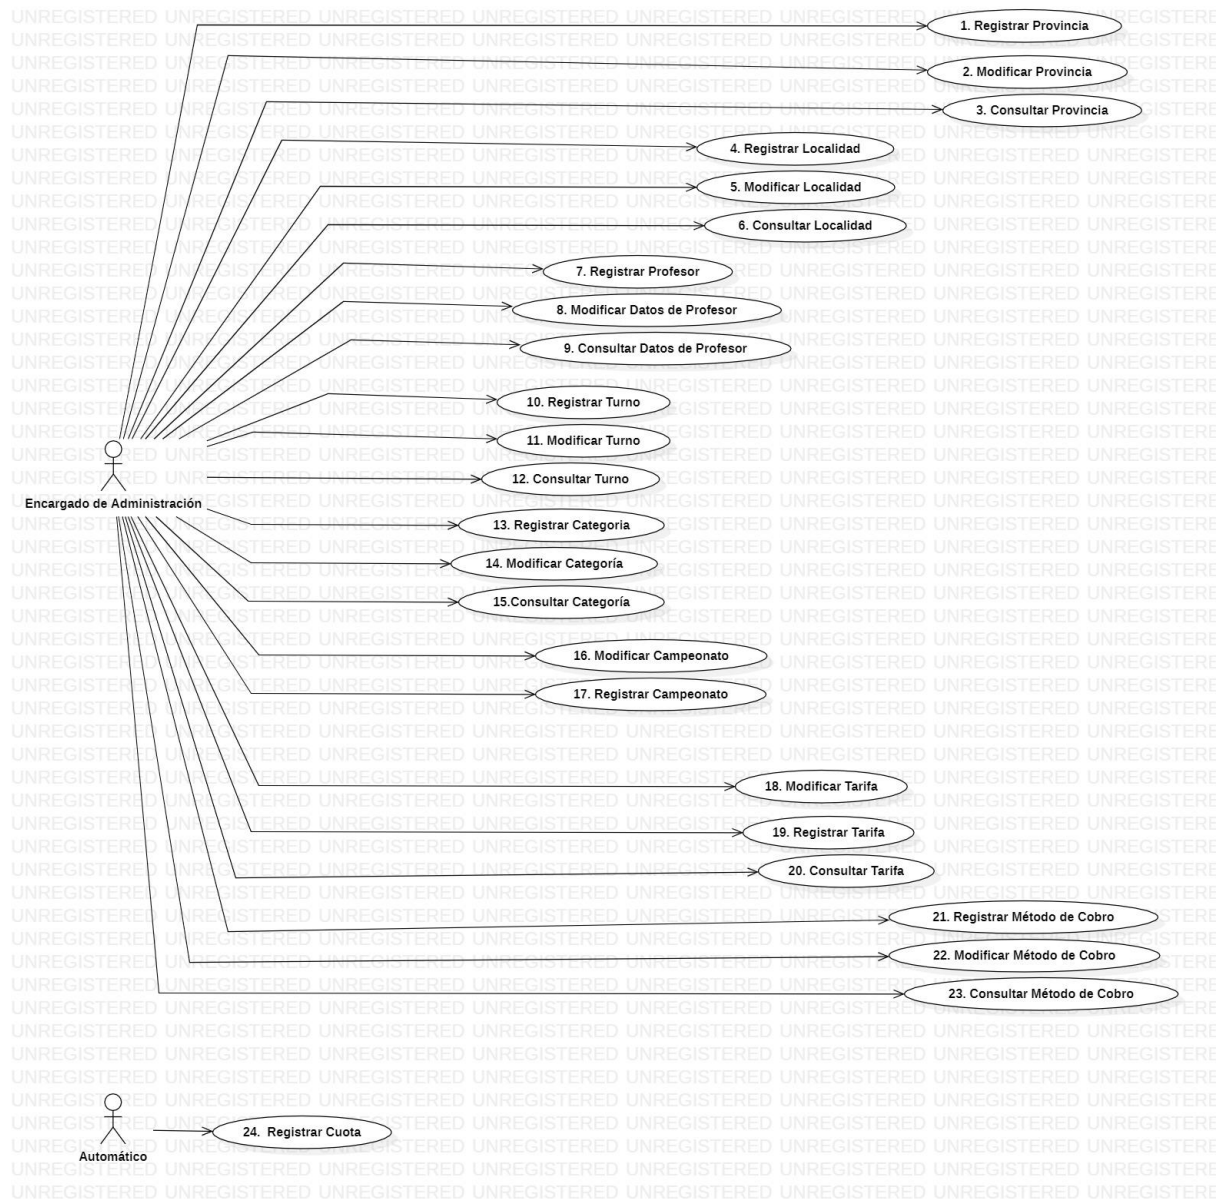 1. Registrar Provincia
2. Modificar Provincia
3. Consultar Provincia
4. Registrar Localidad
5. Modificar Localidad
6. Consultar Localidad
7. Registrar Profesor
8. Modificar Datos de Profesor
9. Consultar Datos de Profesor
10. Registrar Turno
11. Modificar Turno
12. Consultar Turno
Encargado de Administración
13. Registrar Categoria
14. Modificar Categoría
15.Consultar Categoría
16. Modificar Campeonato
17. Registrar Campeonato
18. Modificar Tarifa
19. Registrar Tarifa
20. Consultar Tarifa
21. Registrar Método de Cobro
22. Modificar Método de Cobro
23. Consultar Método de Cobro
24.  Registrar Cuota
Automático
UNREGISTERED